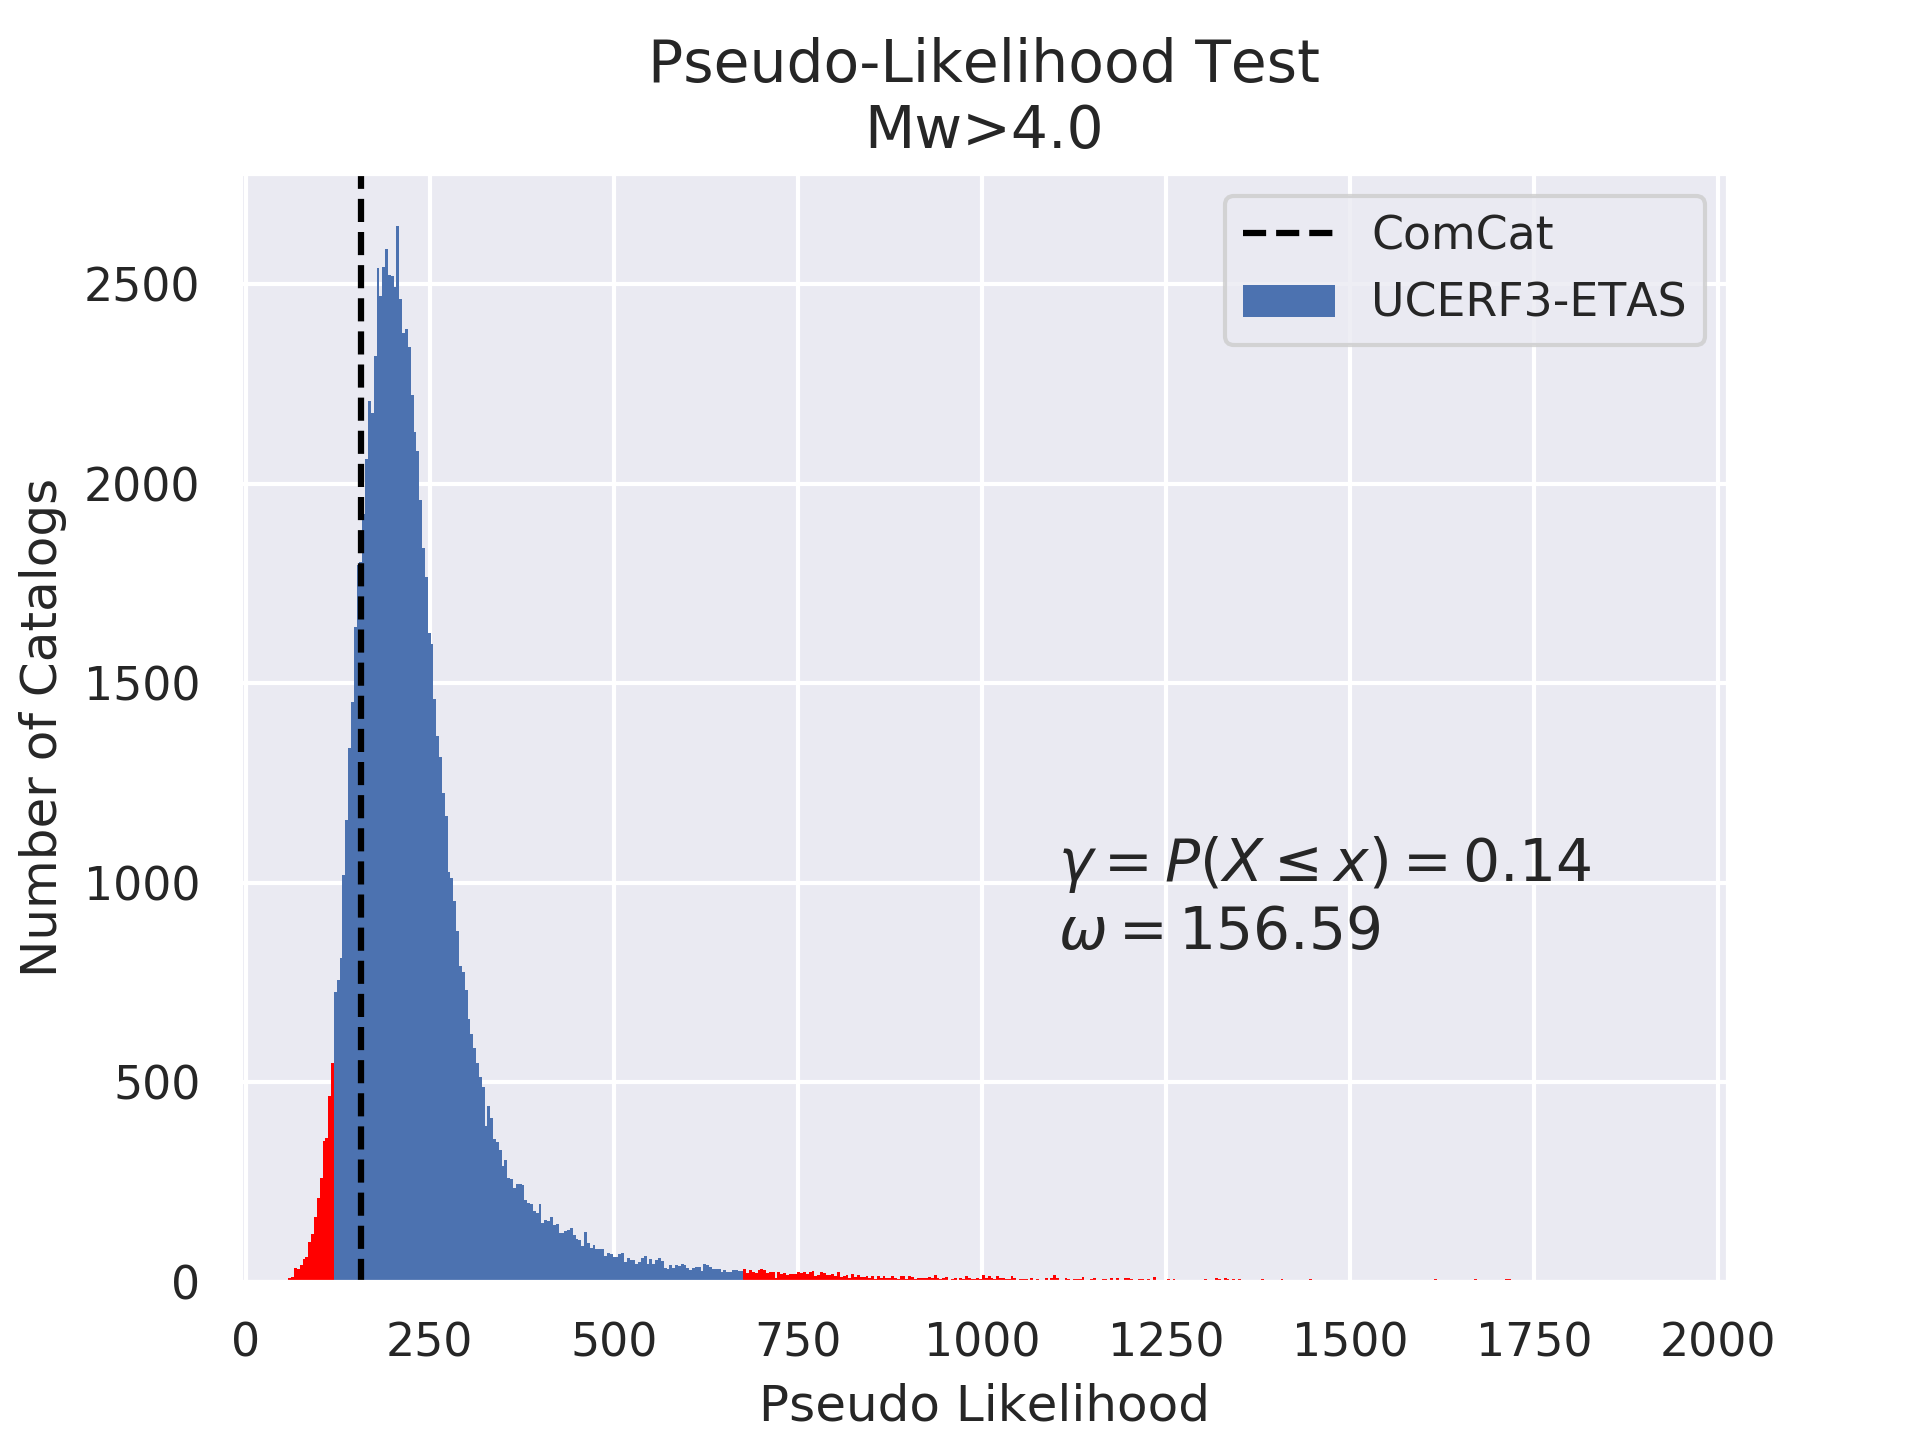 Pseudo-Likelihood Test
Mw>4.0
ComCat
UCERF3-ETAS
2500
2000
1500
1000
500
0
Number of Catalogs
γ = P(X ≤ x) = 0.14
ω = 156.59
0 250 500 750 1000 1250 1500 1750 2000
Pseudo Likelihood